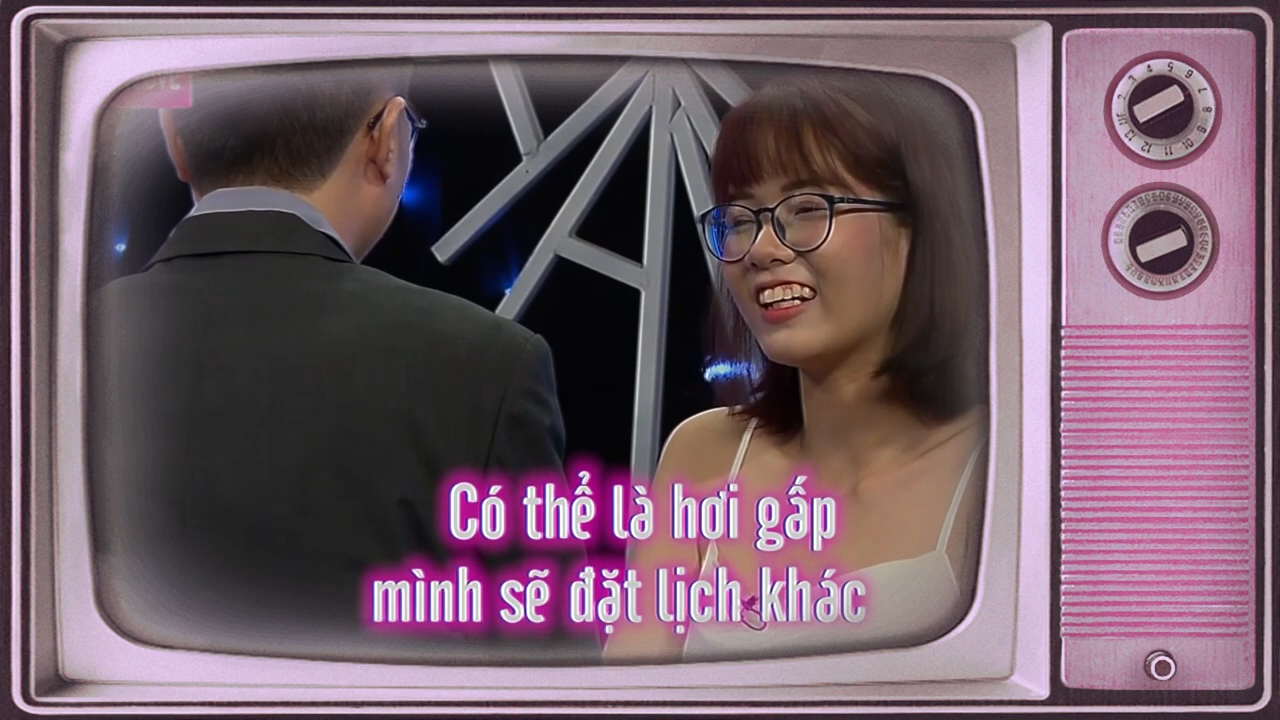 Có thể là hơi gấp
mình sẽ đặt lịch khác